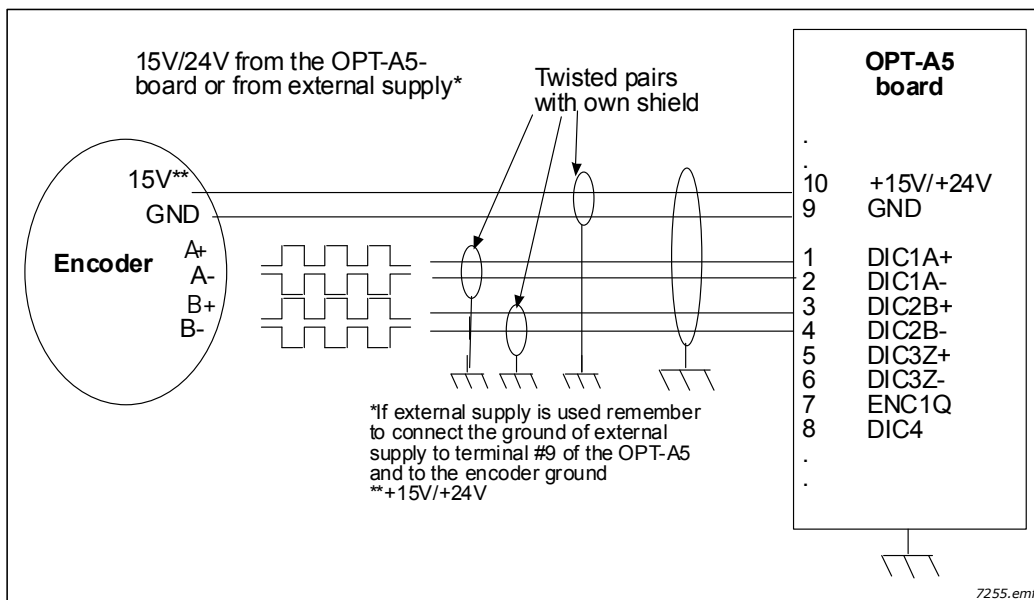 15V/24V from the OPT-A5-
board or from external supply*
Twisted pairs
with own shield
OPT-A5
board
.
.
15V**
GND
Encoder
A+
A-
B+
B-
10 +15V/+24V
9 GND
1 DIC1A+
2 DIC1A-
3 DIC2B+
4 DIC2B-
5 DIC3Z+
6 DIC3Z-
7 ENC1Q
8 DIC4
.
.
*If external supply is used remember
to connect the ground of external
supply to terminal #9 of the OPT-A5
and to the encoder ground
**+15V/+24V
7255.emf